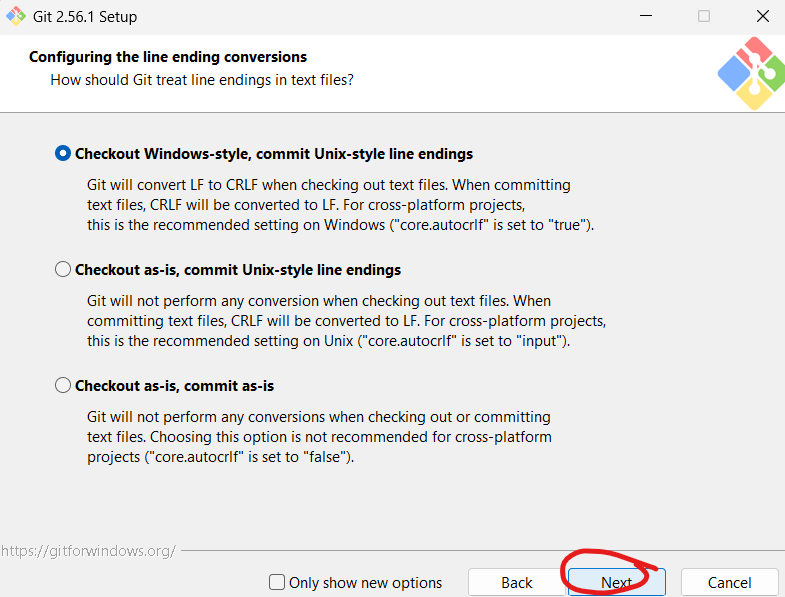 Git 2.56.1 Setup
Configuring the line ending conversions
How should Git treat line endings in text files?
Checkout Windows-style, commit Unix-style line endings
Git will convert LF to CRLF when checking out text files. When committing
text files, CRLF will be converted to LF. For cross-platform projects,
this is the recommended setting on Windows ("core.autocrlf" is set to "true").
Checkout as-is, commit Unix-style line endings
Git will not perform any conversion when checking out text files. When
committing text files, CRLF will be converted to LF. For cross-platform projects,
this is the recommended setting on Unix ("core.autocrlf" is set to "input").
Checkout as-is, commit as-is
Git will not perform any conversions when checking out or committing
text files. Choosing this option is not recommended for cross-platform
projects ("core.autocrlf" is set to "false").
https://gitforwindows.org/
Only show new options Back Next Cancel